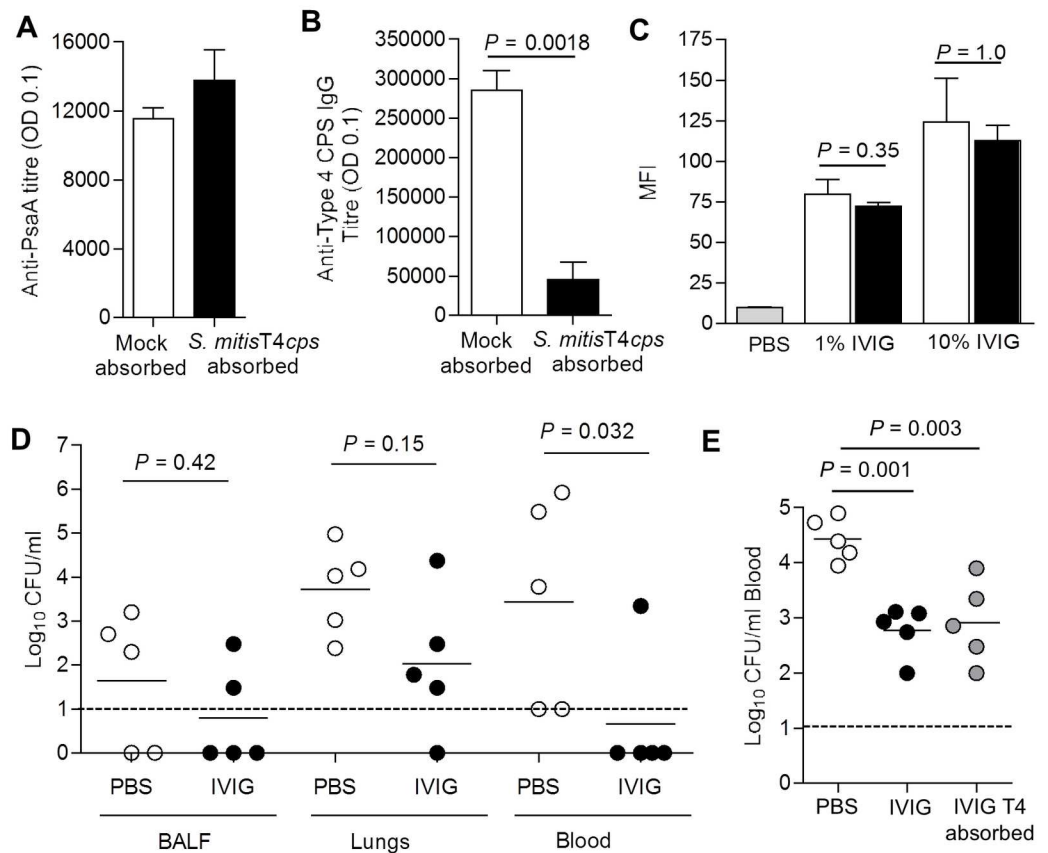 A
Anti-PsaA titre (OD 0.1)
16000
12000
8000
4000
0
Mock
absorbed
S. mitisT4cps
absorbed
B
Anti-Type 4 CPS IgG
Titre (OD 0.1)
P = 0.0018
350000
300000
250000
200000
150000
100000
50000
0
Mock
absorbed
S. mitisT4cps
absorbed
C
MFI
175
150
125
100
75
50
25
0
P = 0.35
P = 1.0
PBS
1% IVIG
10% IVIG
D
Log10 CFU/ml
7
6
5
4
3
2
1
0
P = 0.42
P = 0.15
P = 0.032
PBS
IVIG
PBS
IVIG
PBS
IVIG
BALF
Lungs
Blood
E
Log10 CFU/ml Blood
P = 0.003
P = 0.001
5
4
3
2
1
0
PBS
IVIG
IVIG T4
absorbed